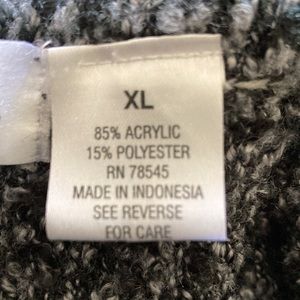 XL
85% ACRYLIC
15% POLYESTER
RN 78545
MADE IN INDONESIA
SEE REVERSE
FOR CARE